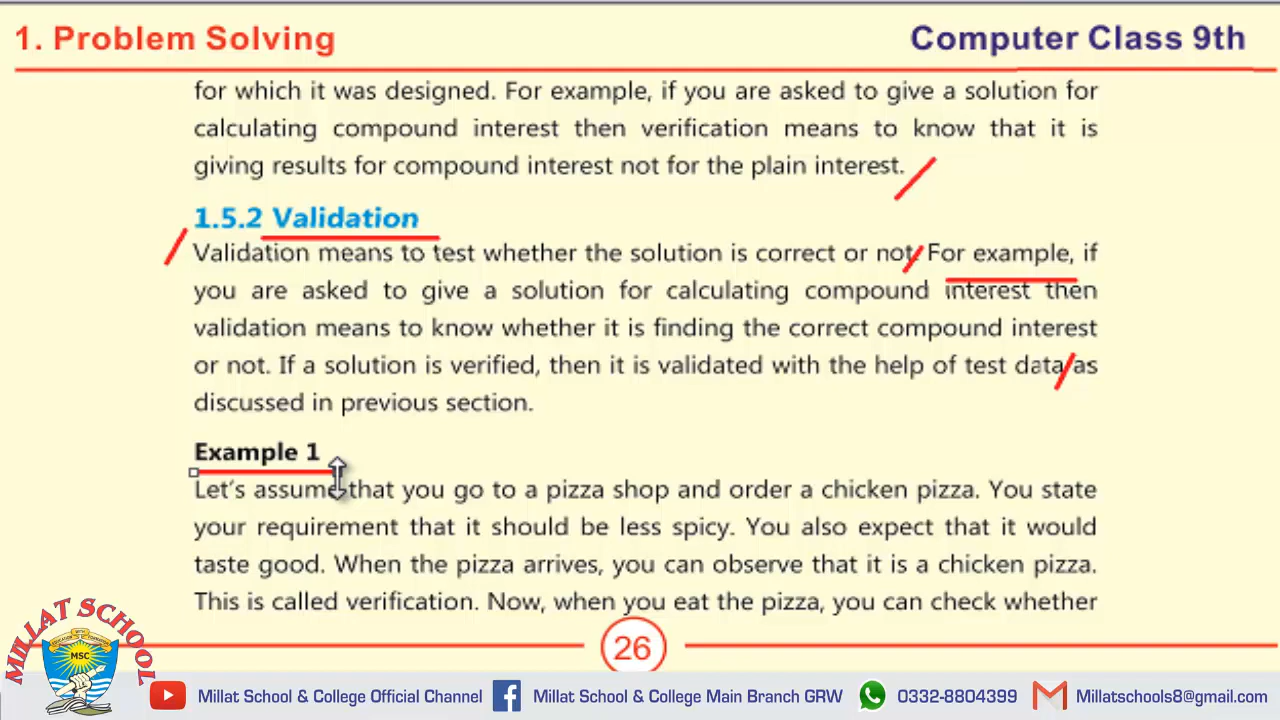 1. Problem Solving
Computer Class 9th
for which it was designed. For example, if you are asked to give a solution for
calculating compound interest then verification means to know that it is
giving results for compound interest not for the plain interest.
1.5.2 Validation
Validation means to test whether the solution is correct or not. For example, if
you are asked to give a solution for calculating compound interest then
validation means to know whether it is finding the correct compound interest
or not. If a solution is verified, then it is validated with the help of test data as
discussed in previous section.
Example 1
Let's assume that you go to a pizza shop and order a chicken pizza. You state
your requirement that it should be less spicy. You also expect that it would
taste good. When the pizza arrives, you can observe that it is a chicken pizza.
This is called verification. Now, when you eat the pizza, you can check whether
26
MILLAT SCHOOL
MSC
Millat School & College Official Channel
Millat School & College Main Branch GRW
0332-8804399
Millatschools8@gmail.com